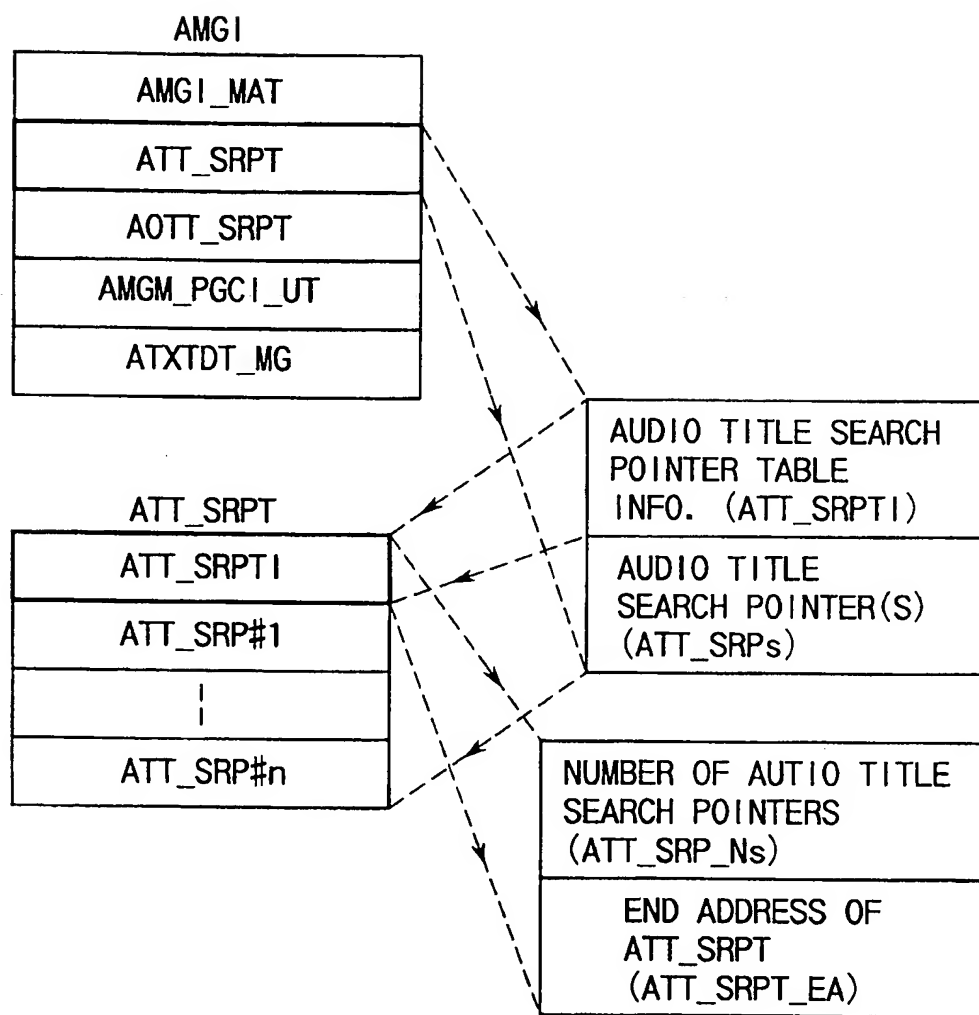 AMGI
AMGI_MAT
ATT_SRPT
AOTT_SRPT
AMGM_PGCI_UT
ATXTDT_MG
AUDIO TITLE SEARCH
POINTER TABLE
INFO. (ATT_SRPTI)
AUDIO TITLE
SEARCH POINTER(S)
(ATT_SRPs)
ATT_SRPT
ATT_SRPTI
ATT_SRP#1
ATT_SRP#n
NUMBER OF AUTIO TITLE
SEARCH POINTERS
(ATT_SRP_Ns)
END ADDRESS OF
ATT_SRPT
(ATT_SRPT_EA)